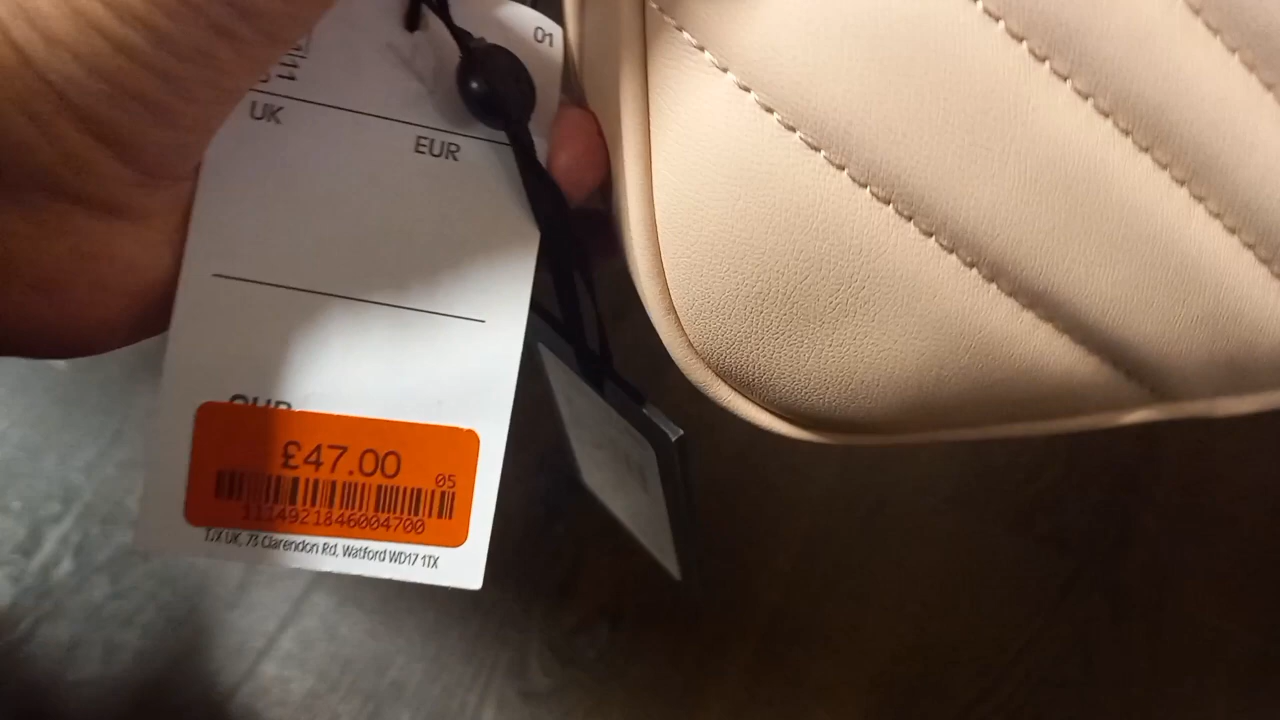 01
UK
EUR
£47.00
05
1114921846004700
TJX UK, 73 Clarendon Rd, Watford WD17 1TX